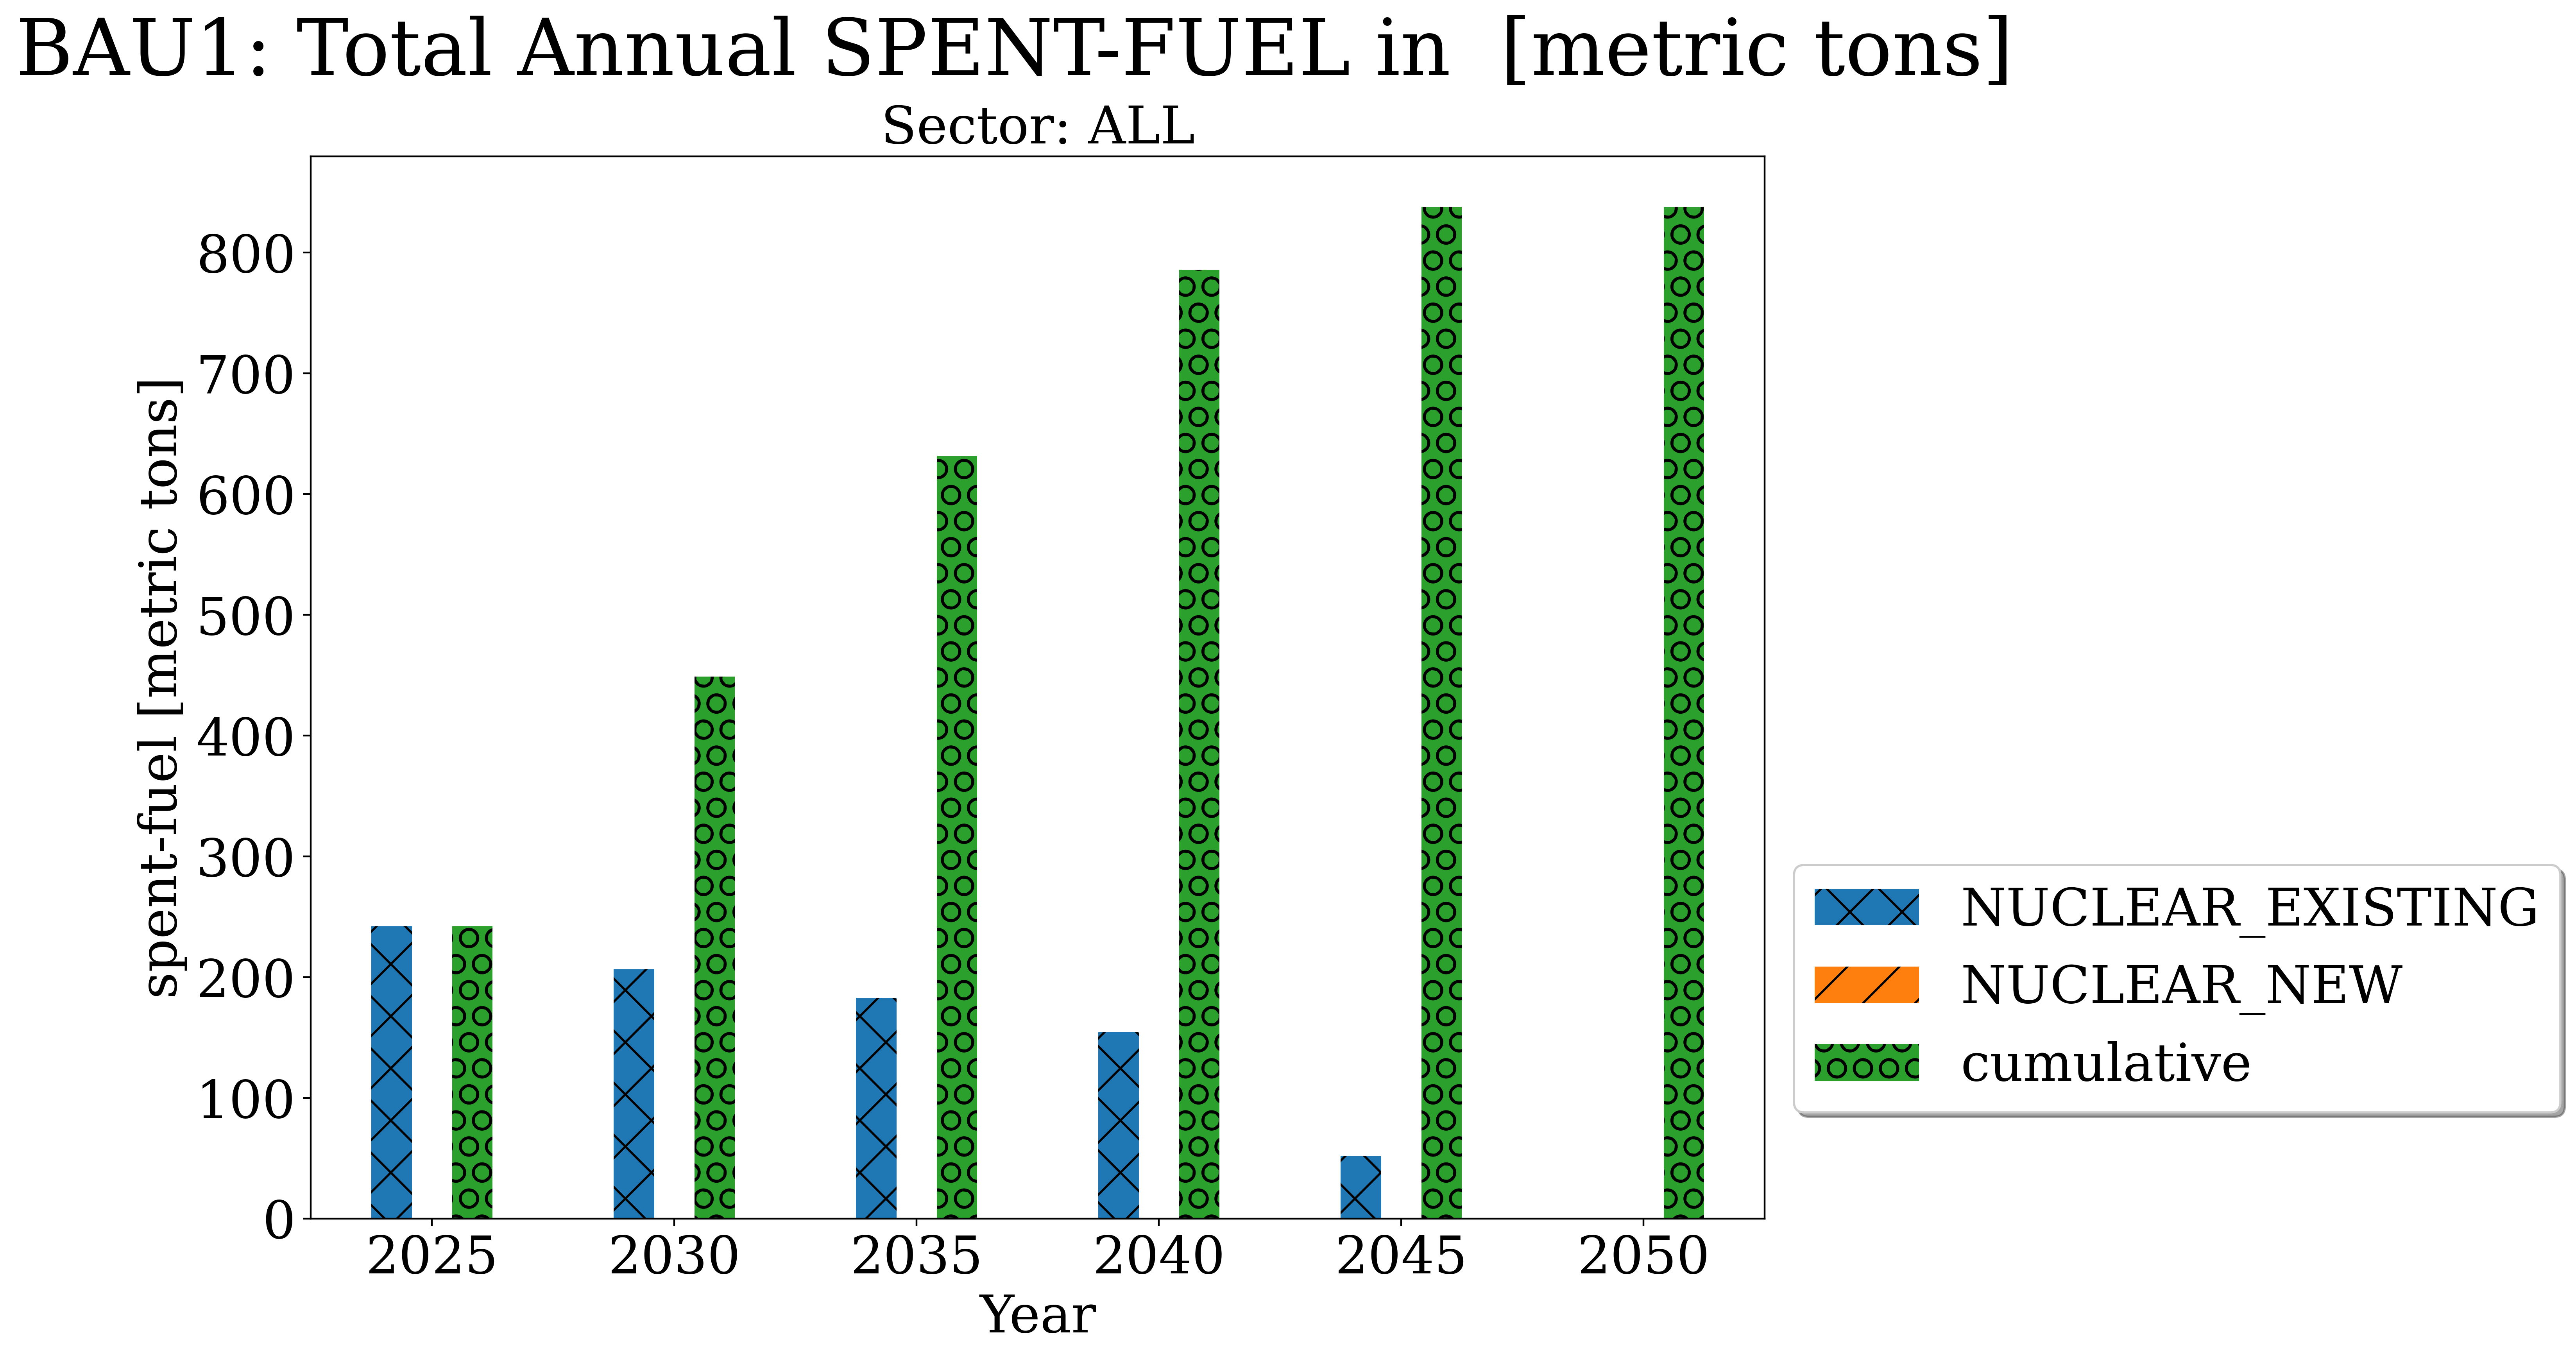 BAU1: Total Annual SPENT-FUEL in  [metric tons]
Sector: ALL
spent-fuel [metric tons]
800
700
600
500
400
300
200
100
0
2025 2030 2035 2040 2045 2050
Year
NUCLEAR_EXISTING
NUCLEAR_NEW
cumulative